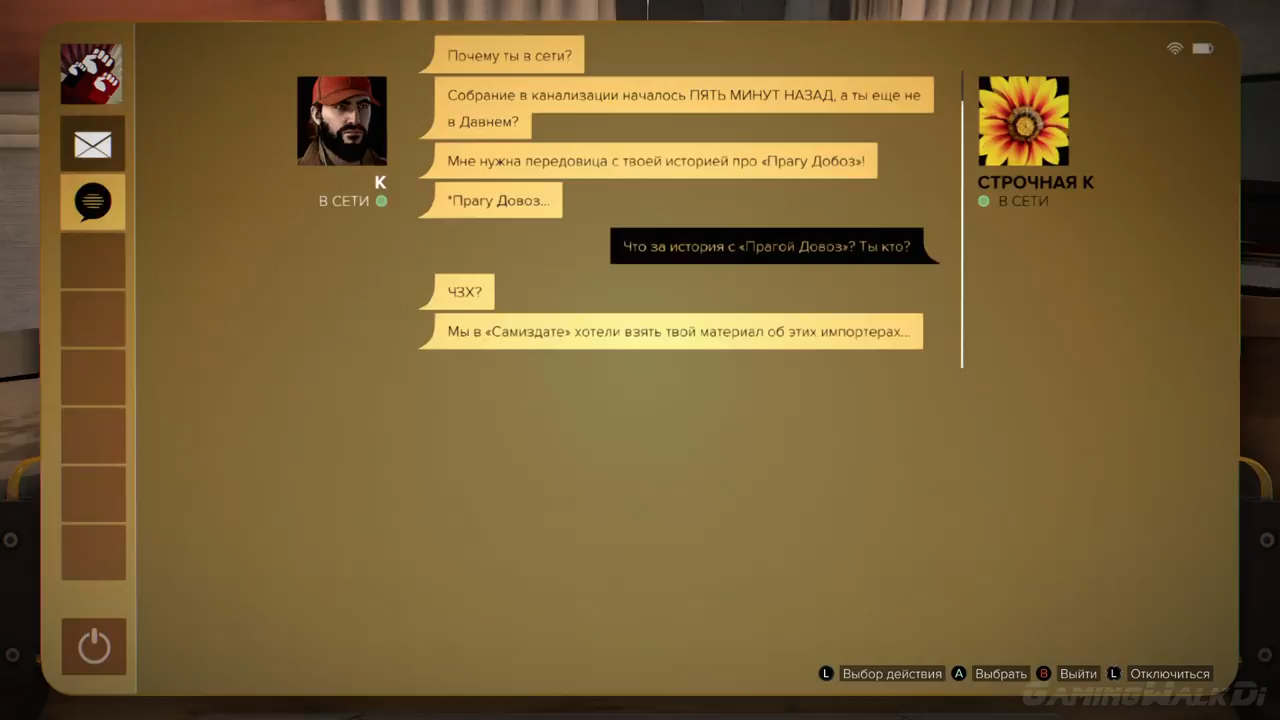 Почему ты в сети?
Собрание в канализации началось ПЯТЬ МИНУТ НАЗАД, а ты еще не
в Давнем?
Мне нужна передовица с твоей историей про «Прагу Добоз»!
К
СТРОЧНАЯ К
В СЕТИ
В СЕТИ
*Прагу Довоз...
Что за история с «Прагой Довоз»? Ты кто?
ЧЗХ?
Мы в «Самиздате» хотели взять твой материал об этих импортерах...
L Выбор действия A Выбрать B Выйти L Отключиться
GamingWalkDi